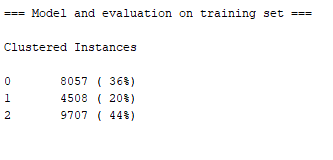 === Model and evaluation on training set ===
Clustered Instances
0 8057 ( 36%)
1 4508 ( 20%)
2 9707 ( 44%)